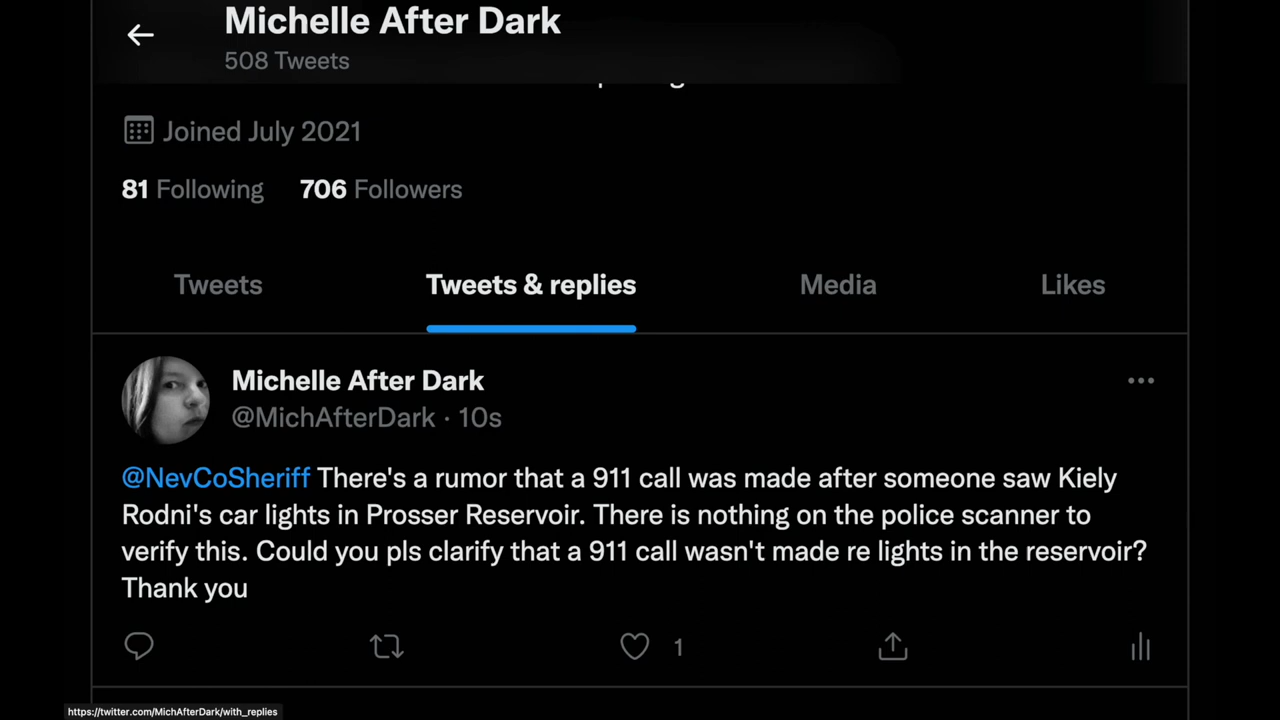 Michelle After Dark
508 Tweets
Joined July 2021
81 Following 706 Followers
Tweets Tweets & replies Media Likes
Michelle After Dark
@MichAfterDark · 10s
@NevCoSheriff There's a rumor that a 911 call was made after someone saw Kiely
Rodni's car lights in Prosser Reservoir. There is nothing on the police scanner to
verify this. Could you pls clarify that a 911 call wasn't made re lights in the reservoir?
Thank you
1
https://twitter.com/MichAfterDark/with_replies